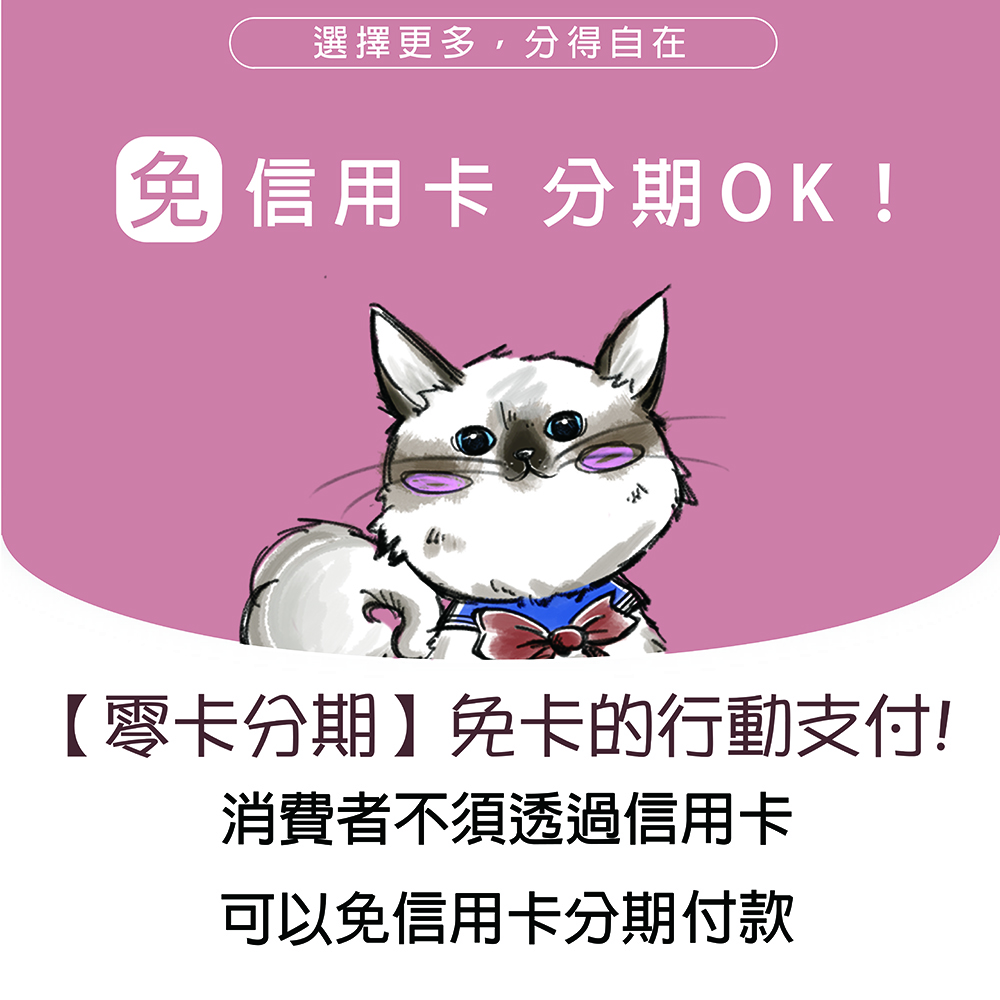 選擇更多，分得自在
免信用卡 分期OK！
【零卡分期】免卡的行動支付!
消費者不須透過信用卡
可以免信用卡分期付款